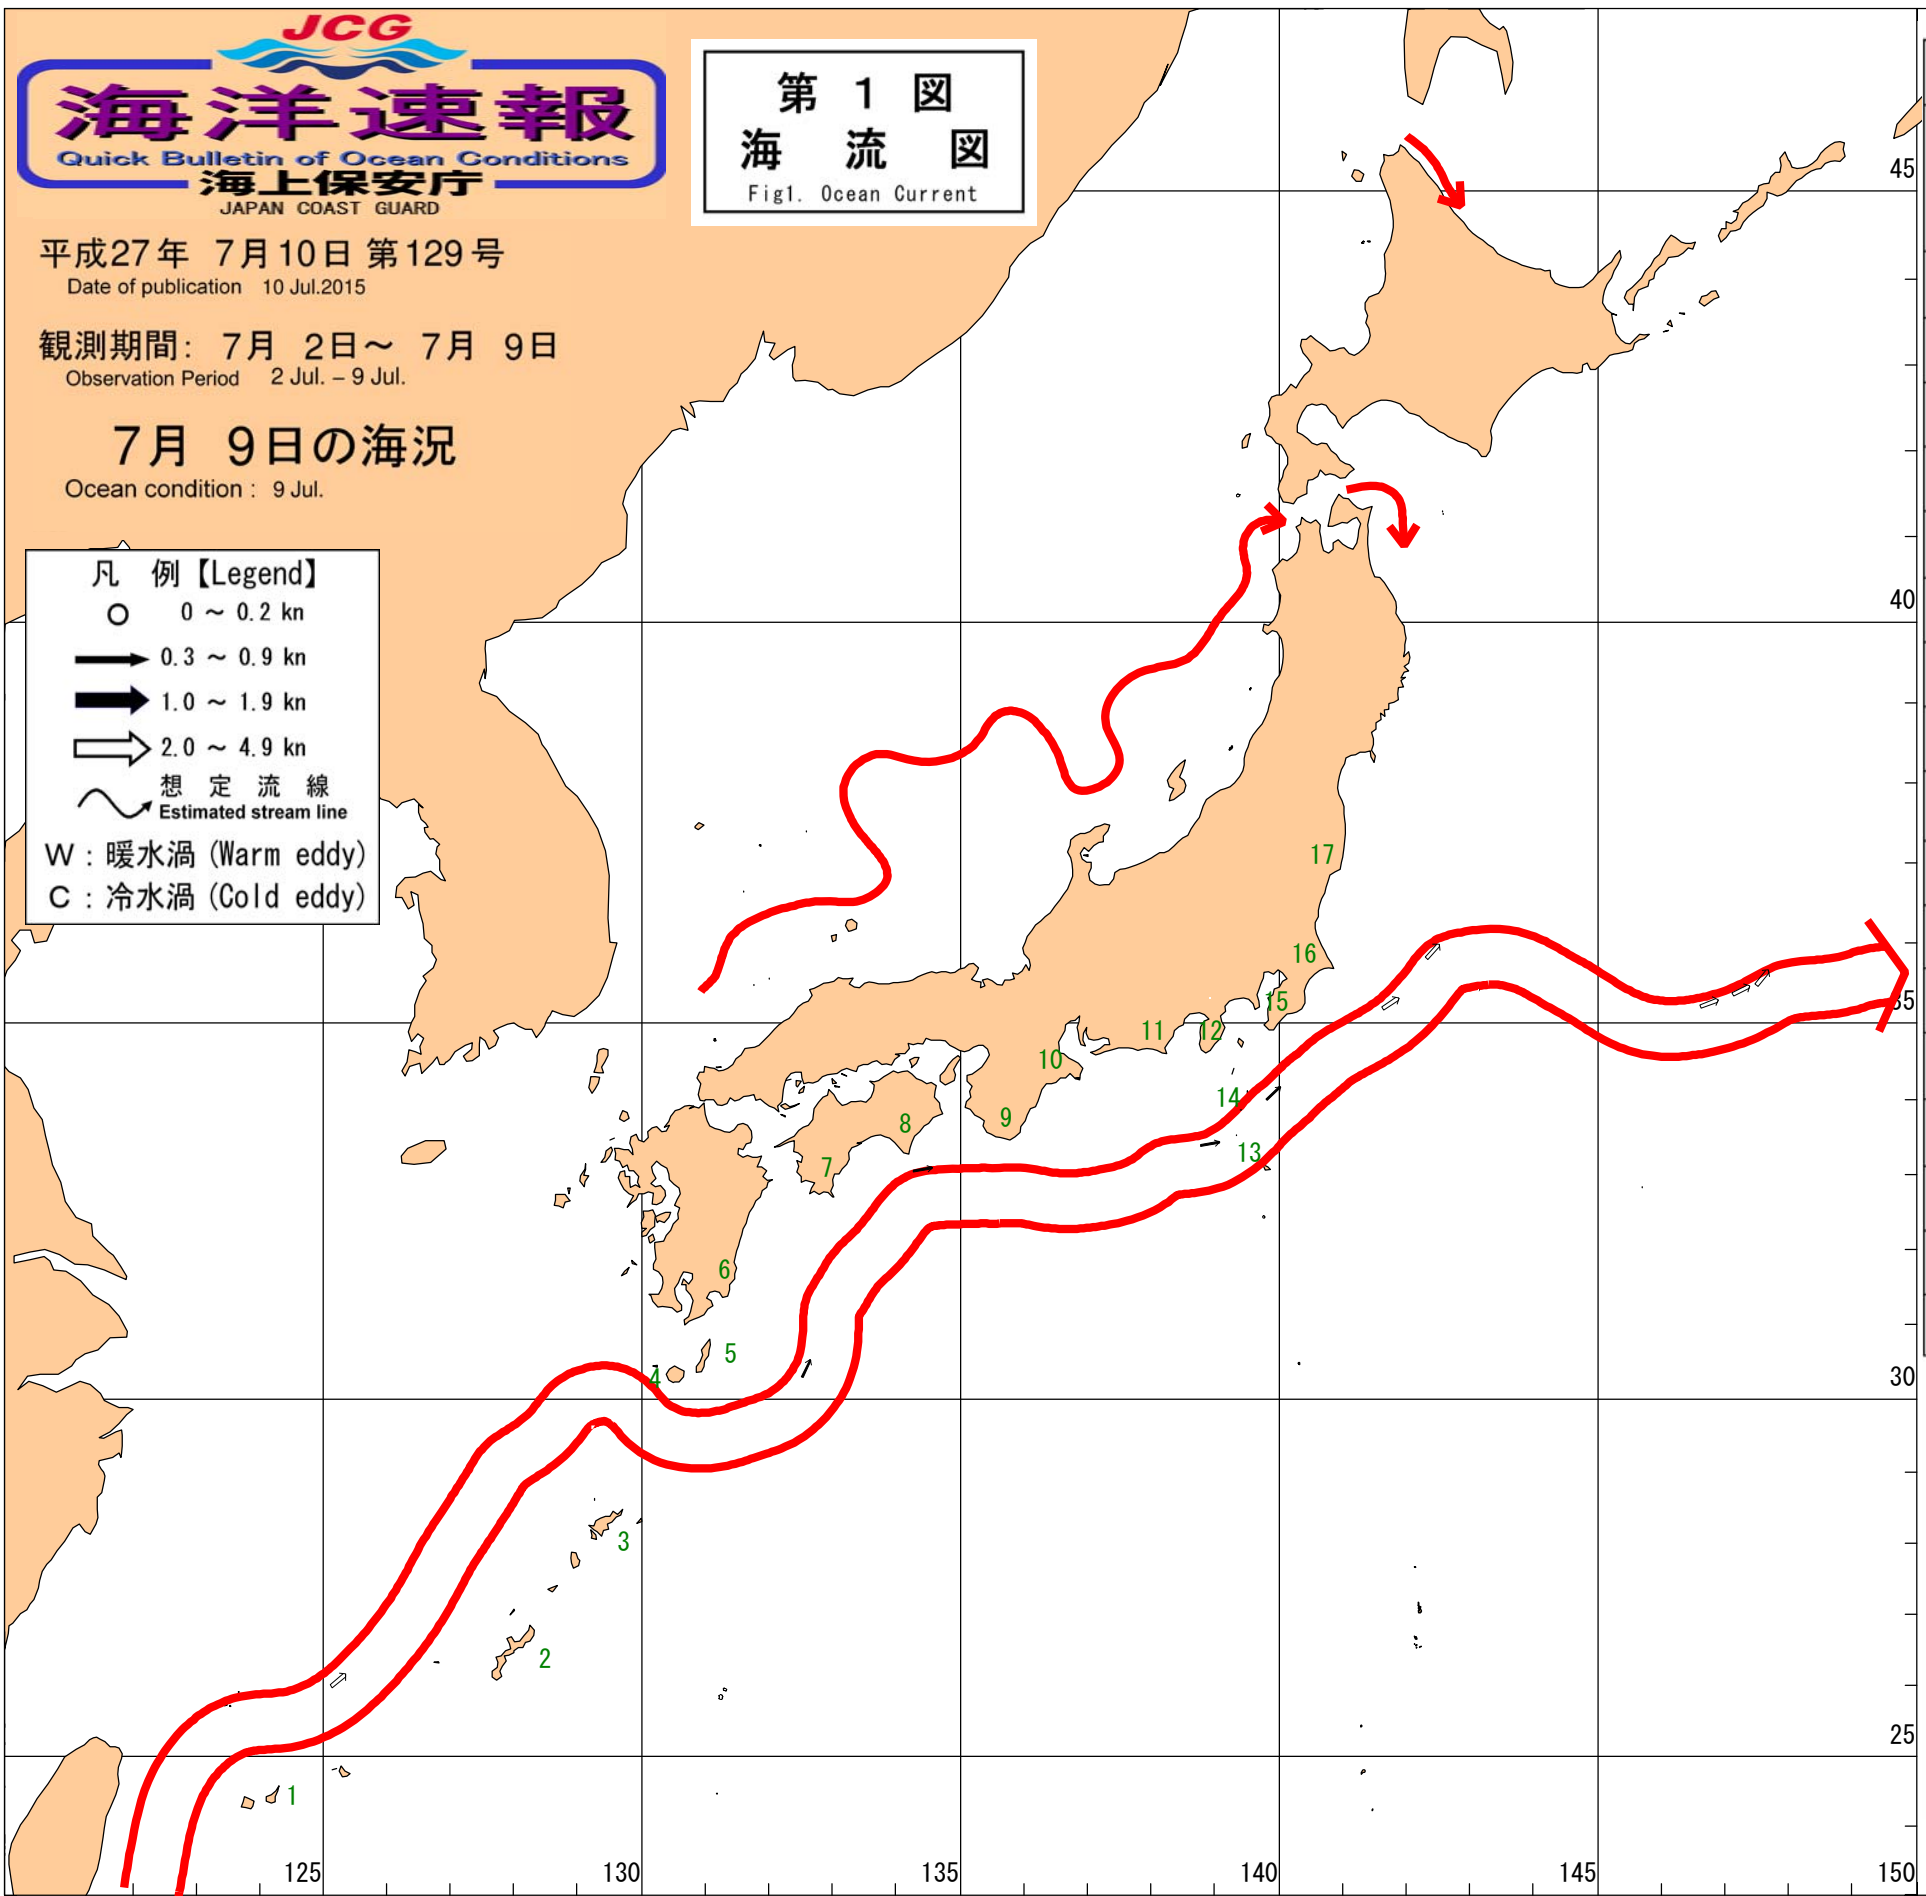 JCG
海洋速報
Quick Bulletin of Ocean Conditions
海上保安庁
JAPAN COAST GUARD
平成27年 7月10日 第129号
Date of publication 10 Jul.2015
観測期間： 7月 2日～ 7月 9日
Observation Period 2 Jul. – 9 Jul.
7月 9日の海況
Ocean condition : 9 Jul.
第 1 図
海 流 図
Fig1. Ocean Current
凡 例【Legend】
0 ～ 0.2 kn
0.3 ～ 0.9 kn
1.0 ～ 1.9 kn
2.0 ～ 4.9 kn
想 定 流 線
Estimated stream line
W : 暖水渦 (Warm eddy)
C : 冷水渦 (Cold eddy)
45
40
17
16
15
35
11
12
10
14
9
8
13
7
6
5
4
30
3
2
25
1
125
130
135
140
145
150